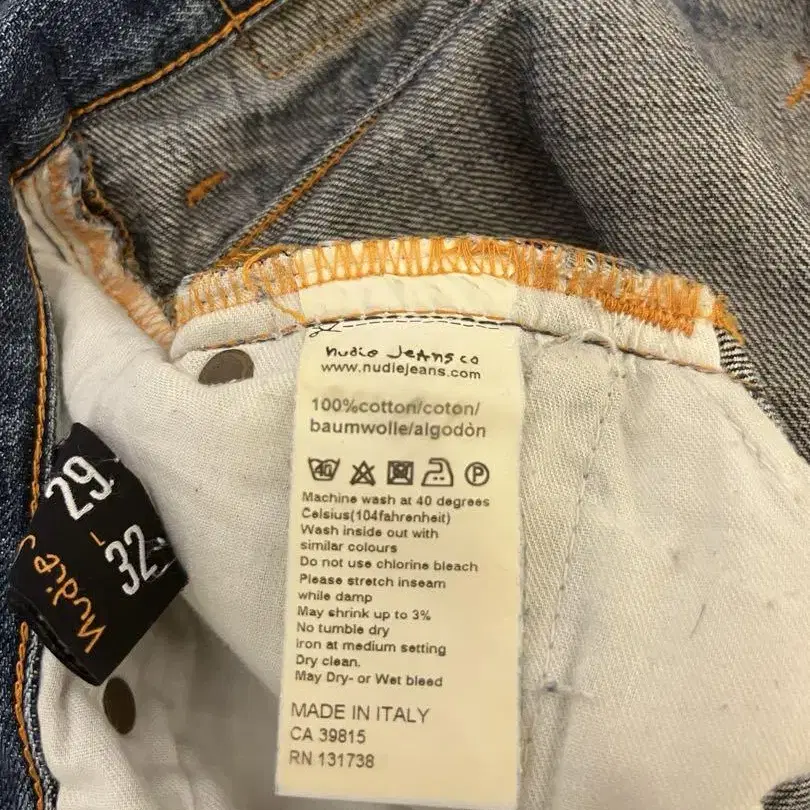 nudie jeans co
www.nudiejeans.com
100%cotton/coton/
baumwolle/algodòn
40 P
Machine wash at 40 degrees
Celsius(104fahrenheit)
Wash inside out with
similar colours
Do not use chlorine bleach
Please stretch inseam
while damp
May shrink up to 3%
No tumble dry
iron at medium setting
Dry clean.
May Dry- or Wet bleed
MADE IN ITALY
CA 39815
RN 131738
29
-
32
nudie J